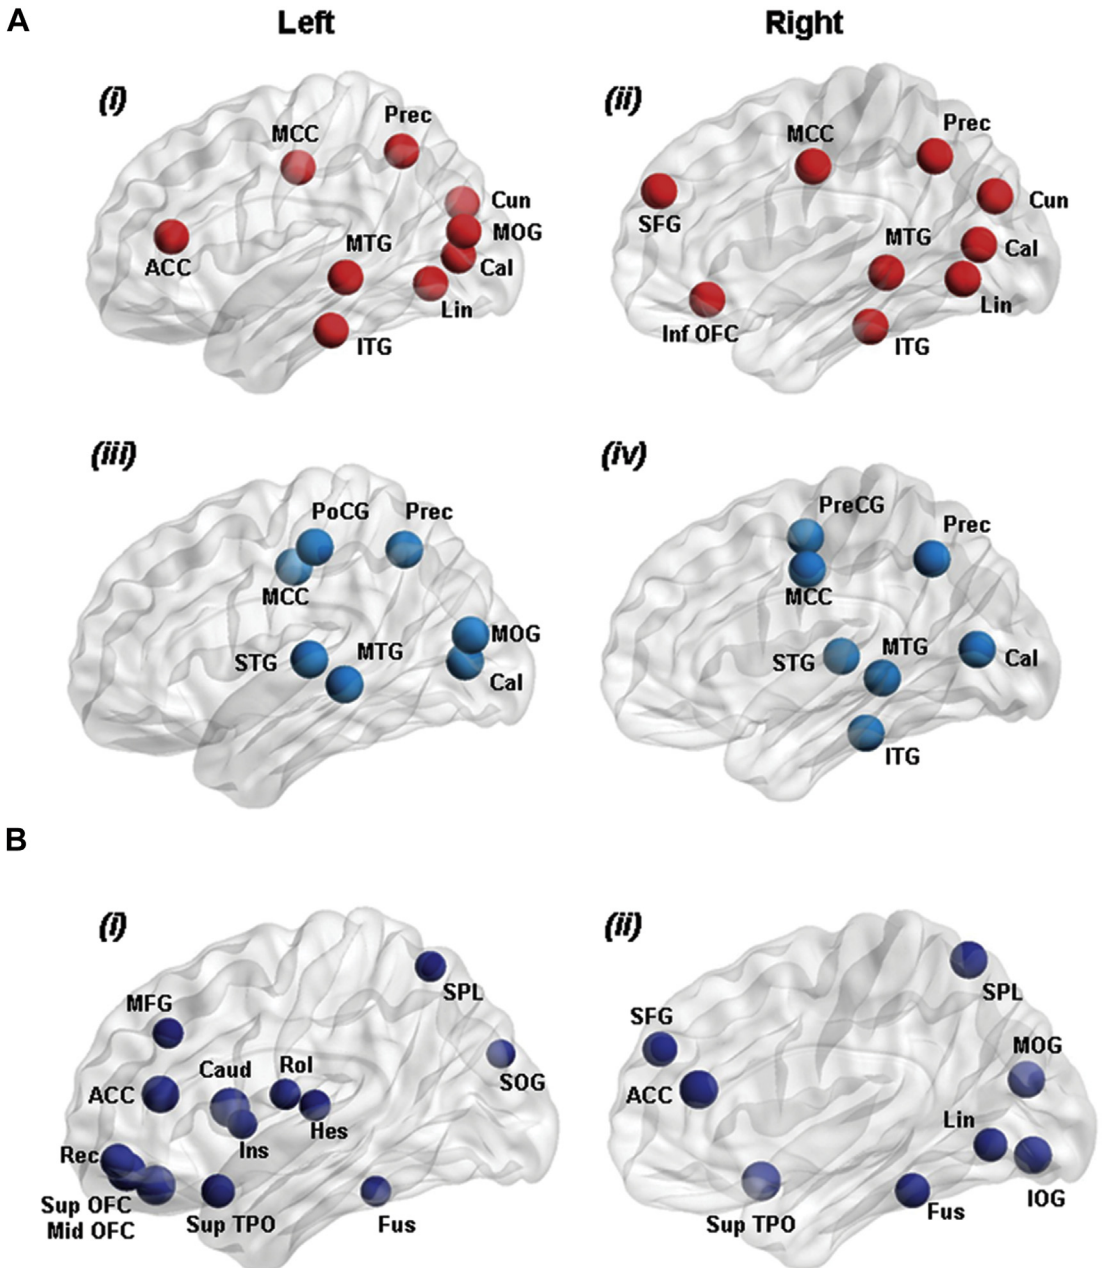 A
Left
Right
(i)
MCC
Prec
Cun
MOG
MTG
ACC
Cal
Lin
ITG
(ii)
MCC
Prec
SFG
Cun
MTG
Cal
Lin
Inf OFC
ITG
(iii)
PoCG
Prec
MCC
MOG
STG
MTG
Cal
(iv)
PreCG
Prec
MCC
STG
MTG
Cal
ITG
B
(i)
SPL
MFG
Caud
Rol
SOG
ACC
Hes
Ins
Rec
Sup OFC
Mid OFC
Sup TPO
Fus
(ii)
SPL
SFG
MOG
ACC
Lin
IOG
Sup TPO
Fus